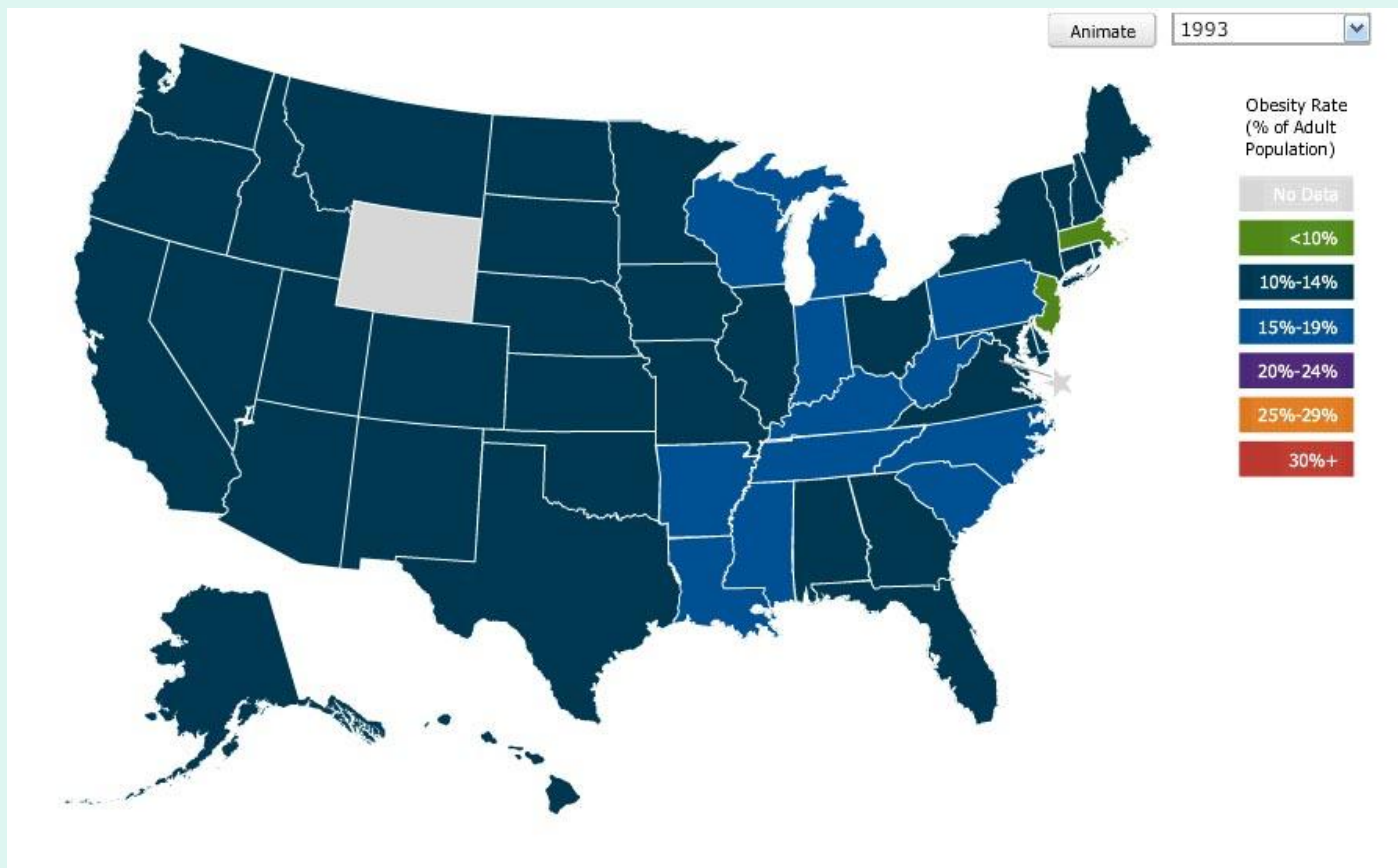 Animate
1993
Obesity Rate
(% of Adult
Population)
No Data
<10%
10%-14%
15%-19%
20%-24%
25%-29%
30%+